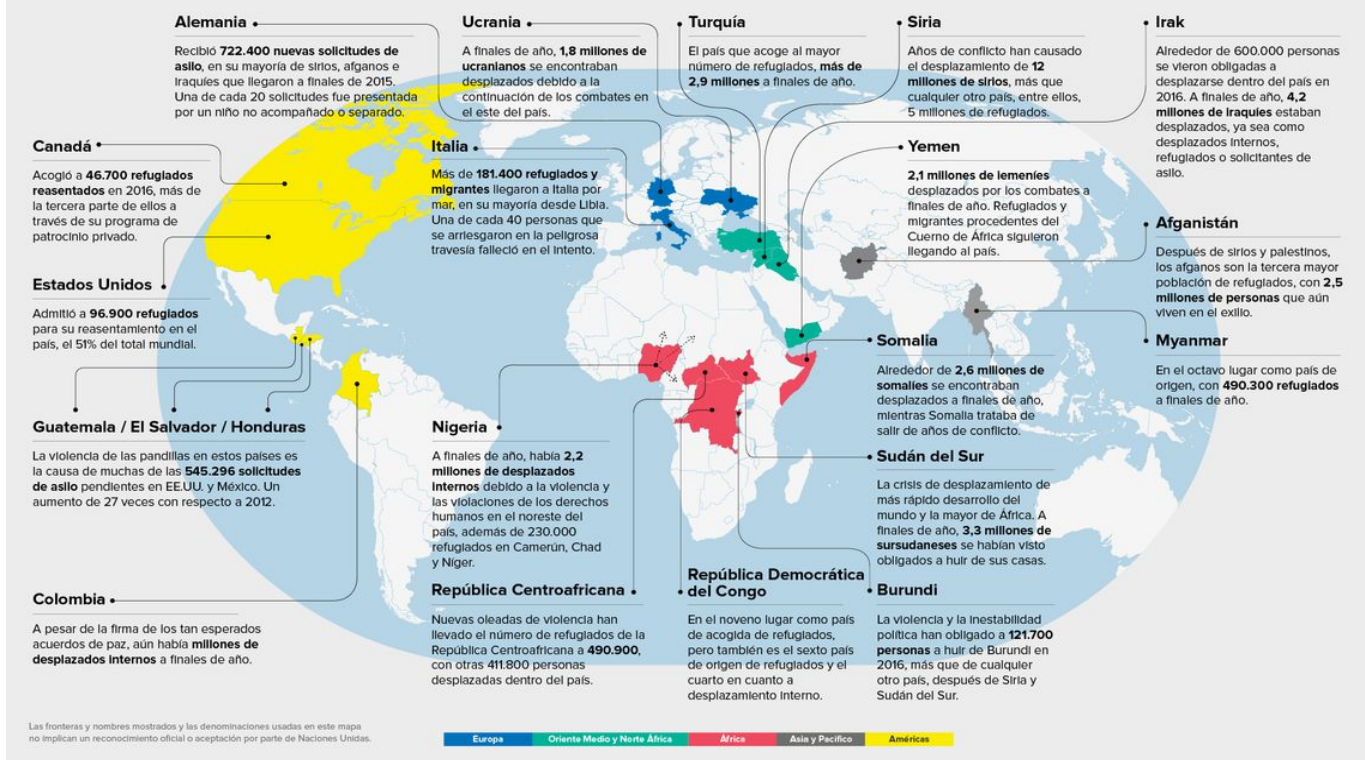 Alemania
Recibió 722.400 nuevas solicitudes de
asilo, en su mayoría de sirios, afganos e
iraquíes que llegaron a finales de 2015.
Una de cada 20 solicitudes fue presentada
por un niño no acompañado o separado.
Ucrania
A finales de año, 1,8 millones de
ucranianos se encontraban
desplazados debido a la
continuación de los combates en
el este del país.
Turquía
El país que acoge al mayor
número de refugiados, más de
2,9 millones a finales de año.
Siria
Años de conflicto han causado
el desplazamiento de 12
millones de sirios, más que
cualquier otro país, entre ellos,
5 millones de refugiados.
Irak
Alrededor de 600.000 personas
se vieron obligadas a
desplazarse dentro del país en
2016. A finales de año, 4,2
millones de iraquíes estaban
desplazados, ya sea como
desplazados internos,
refugiados o solicitantes de
asilo.
Canadá
Acogió a 46.700 refugiados
reasentados en 2016, más de
la tercera parte de ellos a
través de su programa de
patrocinio privado.
Italia
Más de 181.400 refugiados y
migrantes llegaron a Italia por
mar, en su mayoría desde Libia.
Una de cada 40 personas que
se arriesgaron en la peligrosa
travesía falleció en el intento.
Yemen
2,1 millones de iemeníes
desplazados por los combates a
finales de año. Refugiados y
migrantes procedentes del
Cuerno de África siguieron
llegando al país.
Afganistán
Después de sirios y palestinos,
los afganos son la tercera mayor
población de refugiados, con 2,5
millones de personas que aún
viven en el exilio.
Estados Unidos
Admitió a 96.900 refugiados
para su reasentamiento en el
país, el 51% del total mundial.
Somalia
Alrededor de 2,6 millones de
somalíes se encontraban
desplazados a finales de año,
mientras Somalia trataba de
salir de años de conflicto.
Myanmar
En el octavo lugar como país de
origen, con 490.300 refugiados
a finales de año.
Guatemala / El Salvador / Honduras
La violencia de las pandillas en estos países es
la causa de muchas de las 545.296 solicitudes
de asilo pendientes en EE.UU. y México. Un
aumento de 27 veces con respecto a 2012.
Nigeria
A finales de año, había 2,2
millones de desplazados
internos debido a la violencia y
las violaciones de los derechos
humanos en el noreste del
país, además de 230.000
refugiados en Camerún, Chad
y Níger.
Sudán del Sur
La crisis de desplazamiento de
más rápido desarrollo del
mundo y la mayor de África. A
finales de año, 3,3 millones de
sursudaneses se habían visto
obligados a huir de sus casas.
Colombia
A pesar de la firma de los tan esperados
acuerdos de paz, aún había millones de
desplazados internos a finales de año.
República Centroafricana
Nuevas oleadas de violencia han
llevado el número de refugiados de la
República Centroafricana a 490.900,
con otras 411.800 personas
desplazadas dentro del país.
República Democrática
del Congo
En el noveno lugar como país
de acogida de refugiados,
pero también es el sexto país
de origen de refugiados y el
cuarto en cuanto a
desplazamiento interno.
Burundi
La violencia y la inestabilidad
política han obligado a 121.700
personas a huir de Burundi en
2016, más que de cualquier
otro país, después de Siria y
Sudán del Sur.
Las fronteras y nombres mostrados y las denominaciones usadas en este mapa
no implican un reconocimiento oficial o aceptación por parte de Naciones Unidas.
Europa
Oriente Medio y Norte África
África
Asia y Pacífico
Américas